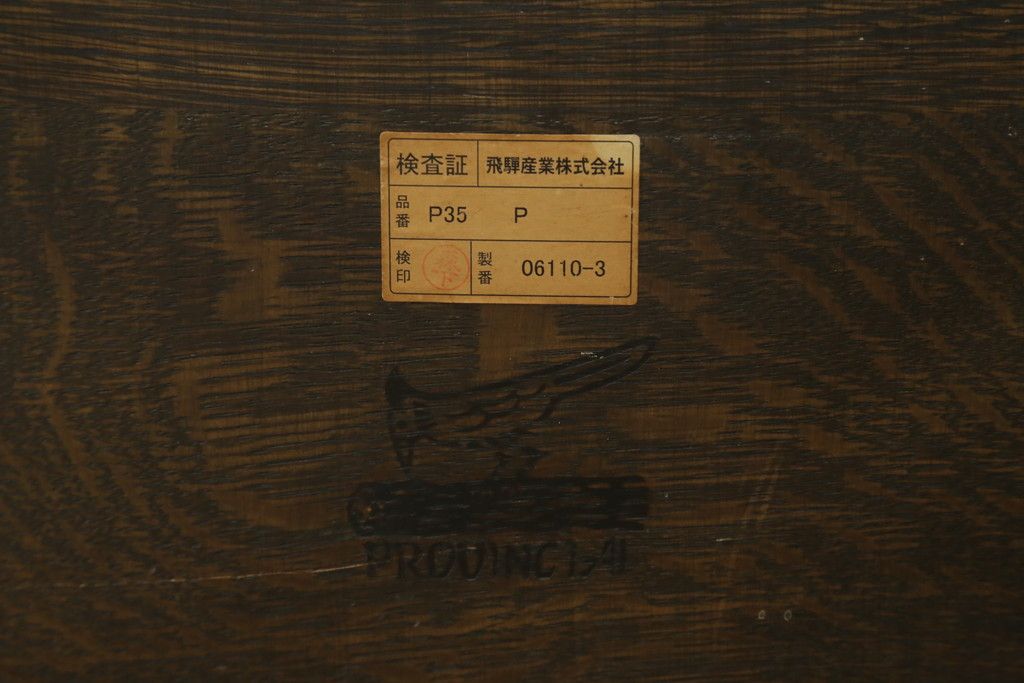 検査証 飛騨産業株式会社
品番 P35 P
検印 製番 06110-3
PROVINCIAL